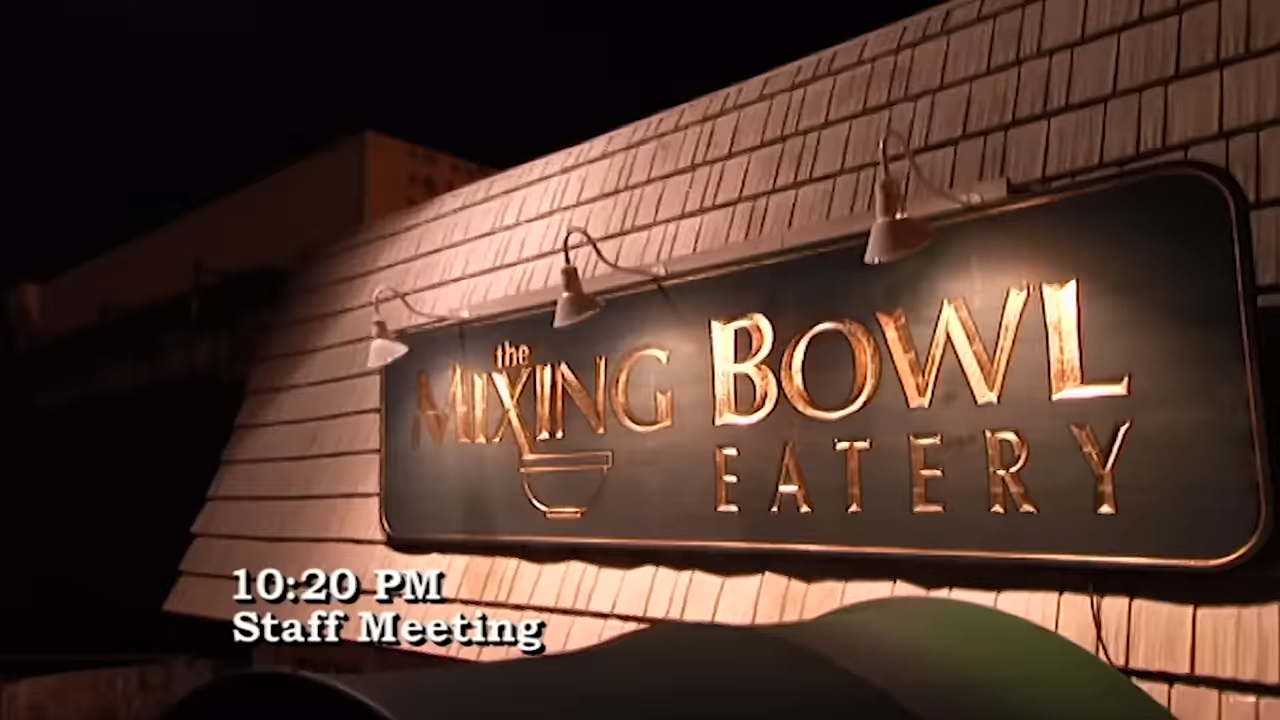 the
MIXING BOWL
EATERY
10:20 PM
Staff Meeting